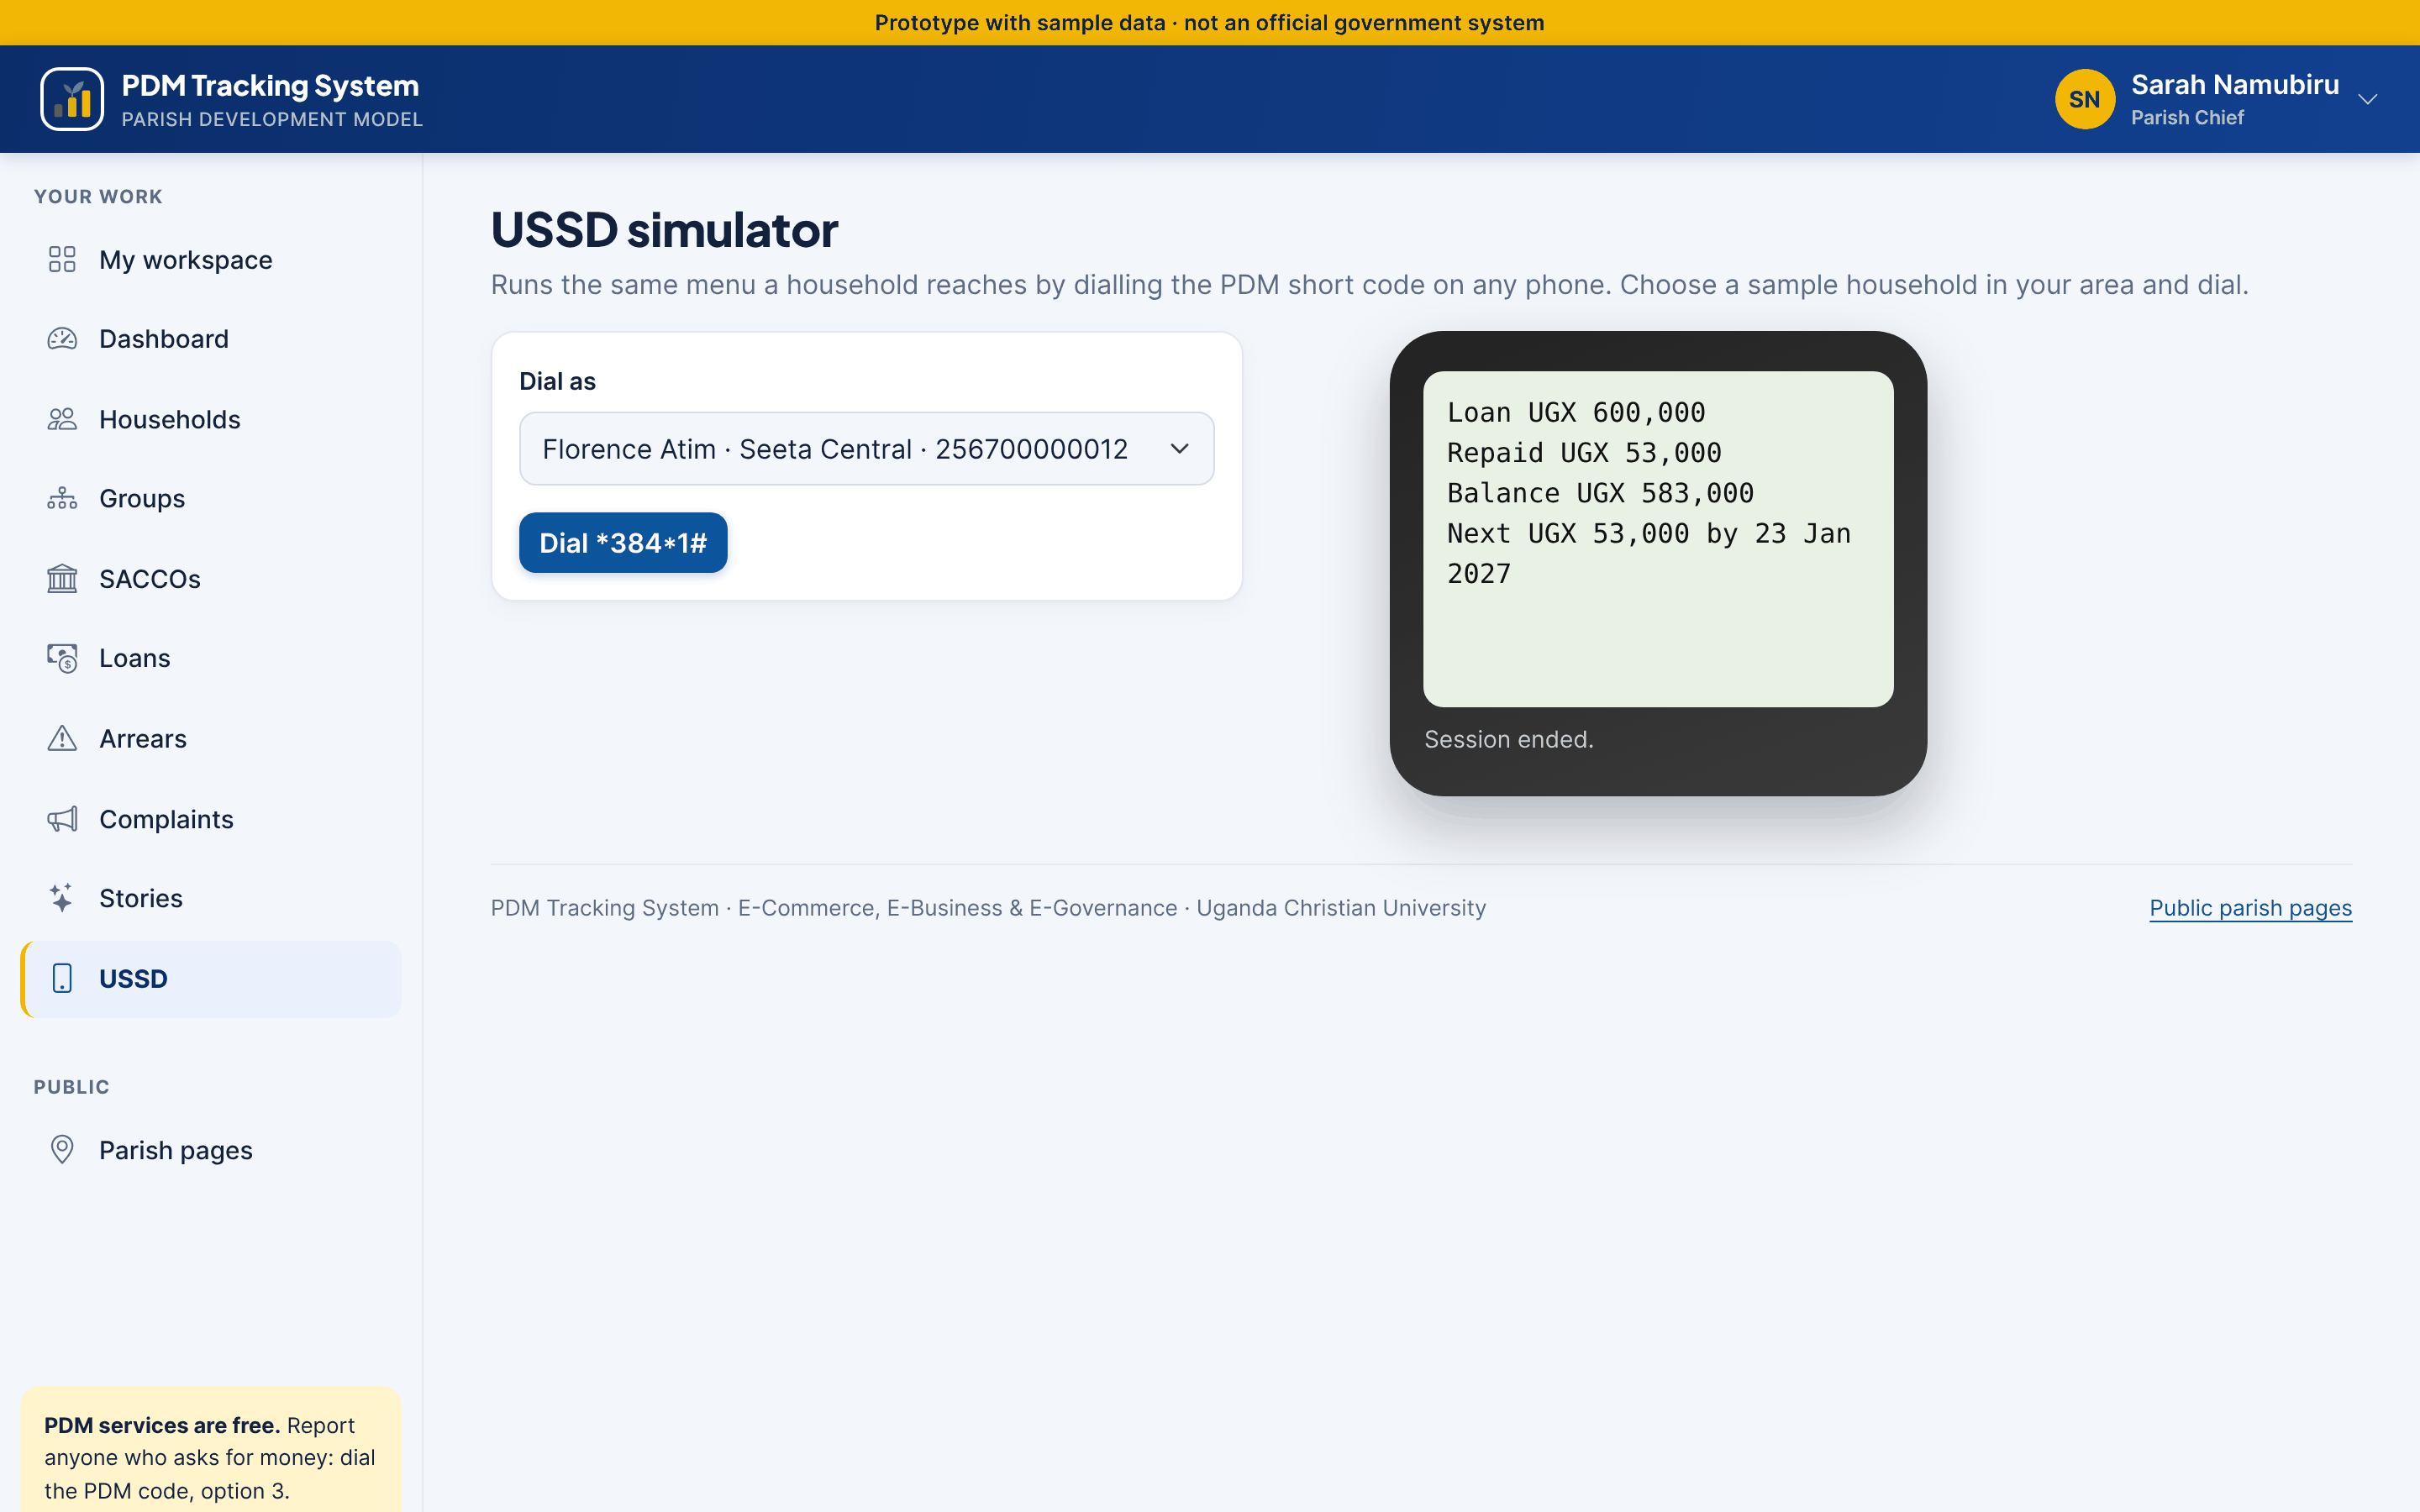 Prototype with sample data · not an official government system
PDM Tracking System
PARISH DEVELOPMENT MODEL
SN
Sarah Namubiru
Parish Chief
YOUR WORK
My workspace
Dashboard
Households
Groups
SACCOs
Loans
Arrears
Complaints
Stories
USSD
PUBLIC
Parish pages
PDM services are free. Report
anyone who asks for money: dial
the PDM code, option 3.
USSD simulator
Runs the same menu a household reaches by dialling the PDM short code on any phone. Choose a sample household in your area and dial.
Dial as
Florence Atim · Seeta Central · 256700000012
Dial *384*1#
Loan UGX 600,000
Repaid UGX 53,000
Balance UGX 583,000
Next UGX 53,000 by 23 Jan
2027
Session ended.
PDM Tracking System · E-Commerce, E-Business & E-Governance · Uganda Christian University
Public parish pages